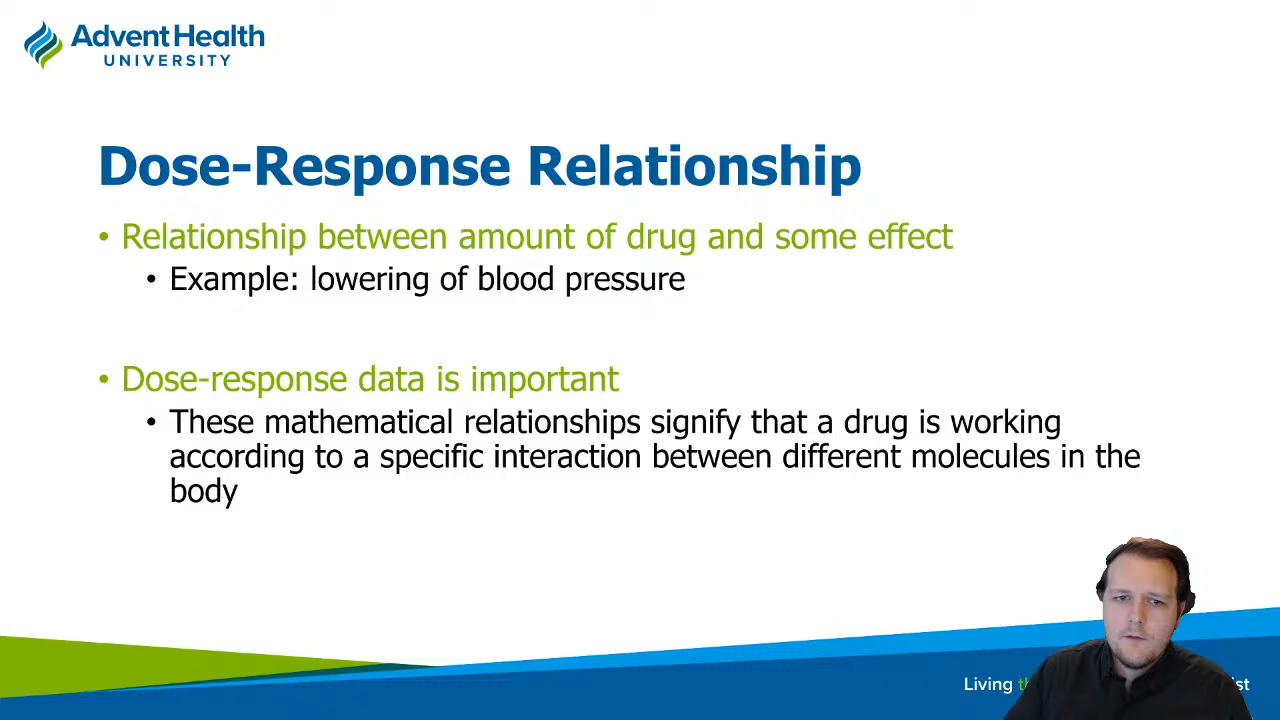 AdventHealth
UNIVERSITY
Dose-Response Relationship
• Relationship between amount of drug and some effect
• Example: lowering of blood pressure
• Dose-response data is important
• These mathematical relationships signify that a drug is working
according to a specific interaction between different molecules in the
body
Living